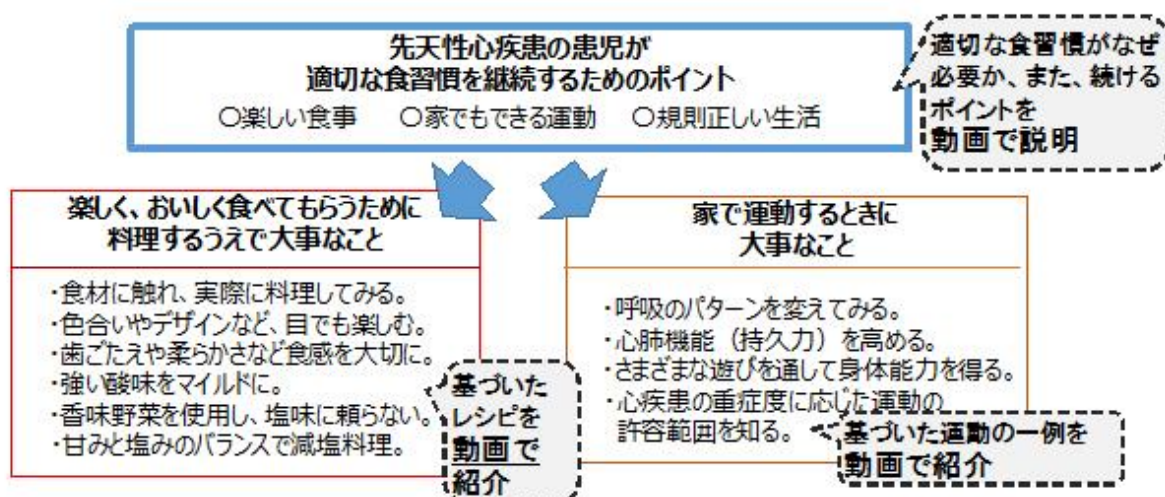 先天性心疾患の患児が
適切な食習慣を継続するためのポイント
○楽しい食事　○家でもできる運動　○規則正しい生活
適切な食習慣がなぜ
必要か、また、続ける
ポイントを
動画で説明
楽しく、おいしく食べてもらうために
料理するうえで大事なこと
・食材に触れ、実際に料理してみる。
・色合いやデザインなど、目でも楽しむ。
・歯ごたえや柔らかさなど食感を大切に。
・強い酸味をマイルドに。
・香味野菜を使用し、塩味に頼らない。
・甘みと塩みのバランスで減塩料理。
基づいた
レシピを
動画で
紹介
家で運動するときに
大事なこと
・呼吸のパターンを変えてみる。
・心肺機能（持久力）を高める。
・さまざまな遊びを通して身体能力を得る。
・心疾患の重症度に応じた運動の
許容範囲を知る。
基づいた運動の一例を
動画で紹介